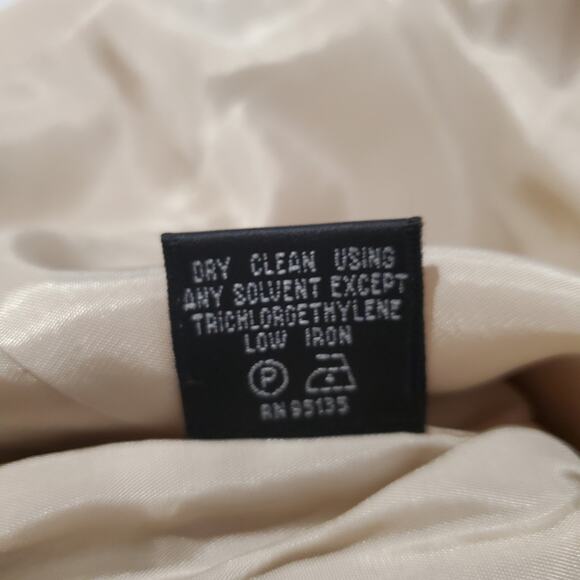 DRY CLEAN USING
ANY SOLVENT EXCEPT
TRICHLOROETHYLENE
LOW IRON
P
RN 95135